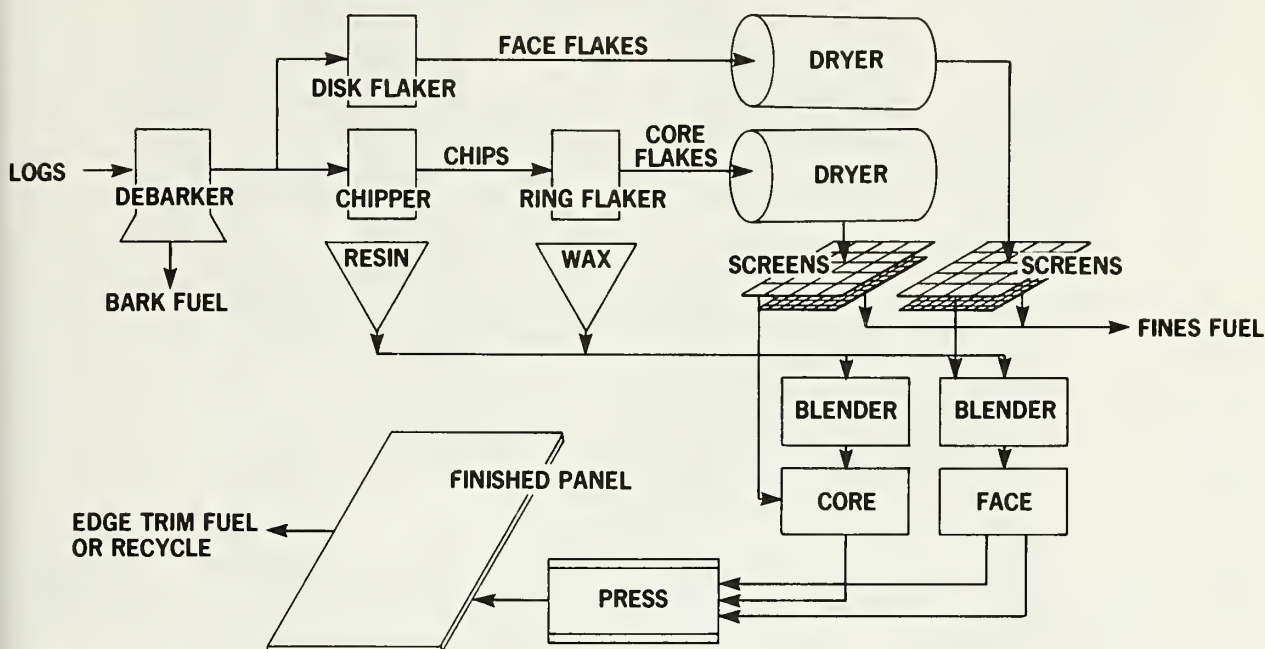 FACE FLAKES
DRYER
DISK FLAKER
LOGS
DEBARKER
CHIPS
CORE
FLAKES
DRYER
CHIPPER
RING FLAKER
RESIN
WAX
SCREENS
SCREENS
BARK FUEL
FINES FUEL
BLENDER
BLENDER
FINISHED PANEL
CORE
FACE
EDGE TRIM FUEL
OR RECYCLE
PRESS